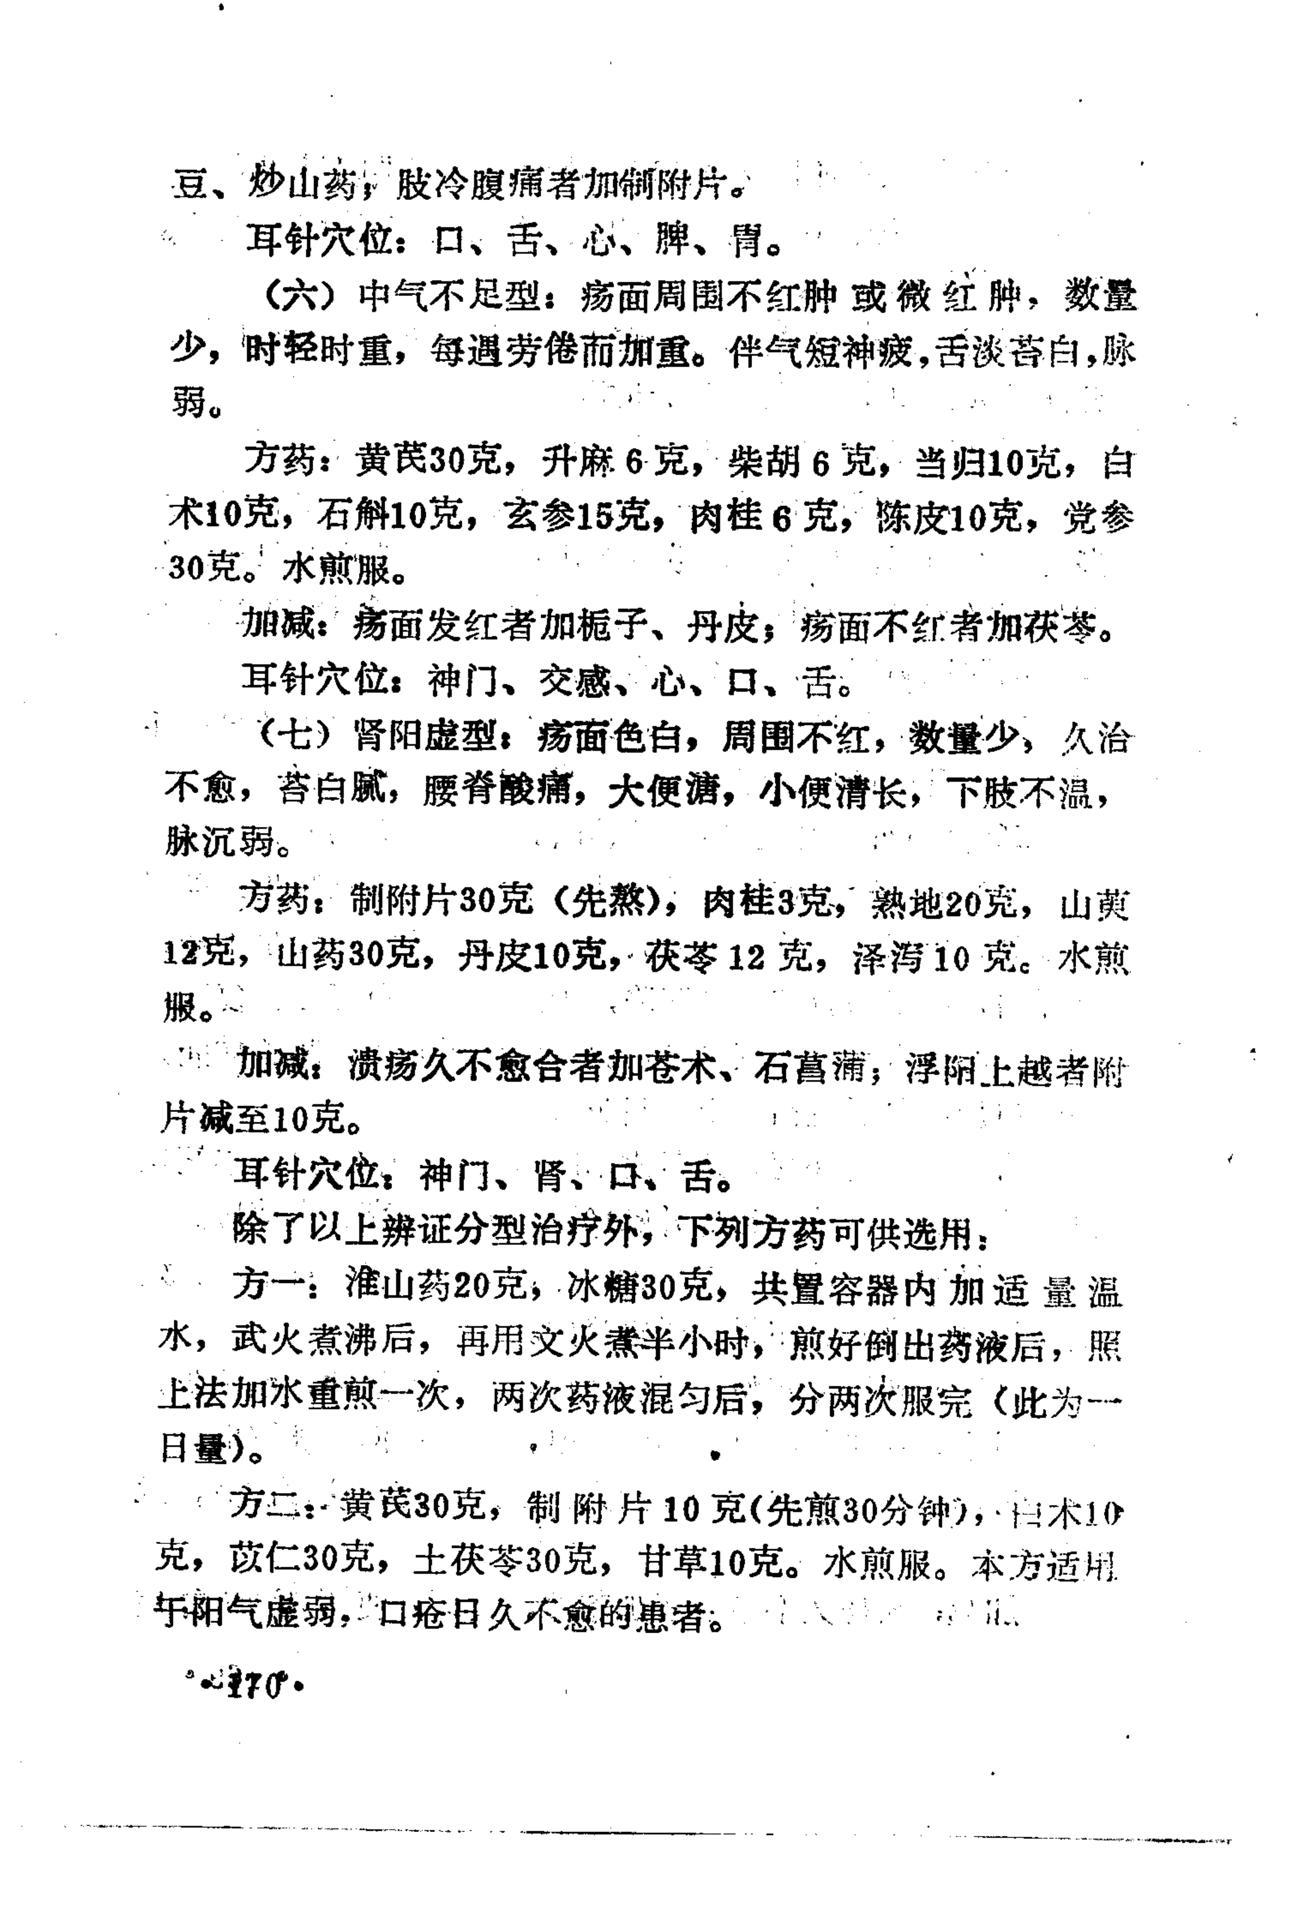 豆、炒山药；肢冷腹痛者加制附片。
耳针穴位：口、舌、心、脾、胃。
（六）中气不足型：疡面周围不红肿或微红肿，数量
少，时轻时重，每遇劳倦而加重。伴气短神疲，舌淡苔白，脉
弱。
方药：黄芪30克，升麻6克，柴胡6克，当归10克，白
术10克，石斛10克，玄参15克，肉桂6克，陈皮10克，党参
30克。水煎服。
加减：疡面发红者加栀子、丹皮；疡面不红者加茯苓。
耳针穴位：神门、交感、心、口、舌。
（七）肾阳虚型：疡面色白，周围不红，数量少，久治
不愈，苔白腻，腰脊酸痛，大便溏，小便清长，下肢不温，
脉沉弱。
方药：制附片30克（先熬），肉桂3克，熟地20克，山萸
12克，山药30克，丹皮10克，茯苓12克，泽泻10克。水煎
服。
加减：溃疡久不愈合者加苍术、石菖蒲；浮阳上越者附
片减至10克。
耳针穴位：神门、肾、口、舌。
除了以上辨证分型治疗外，下列方药可供选用：
方一：淮山药20克，冰糖30克，共置容器内加适量温
水，武火煮沸后，再用文火煮半小时，煎好倒出药液后，照
上法加水重煎一次，两次药液混匀后，分两次服完（此为一
日量）。
方二：黄芪30克，制附片10克（先煎30分钟），白术10
克，苡仁30克，土茯苓30克，甘草10克。水煎服。本方适用
于阳气虚弱，口疮日久不愈的患者。
·170·